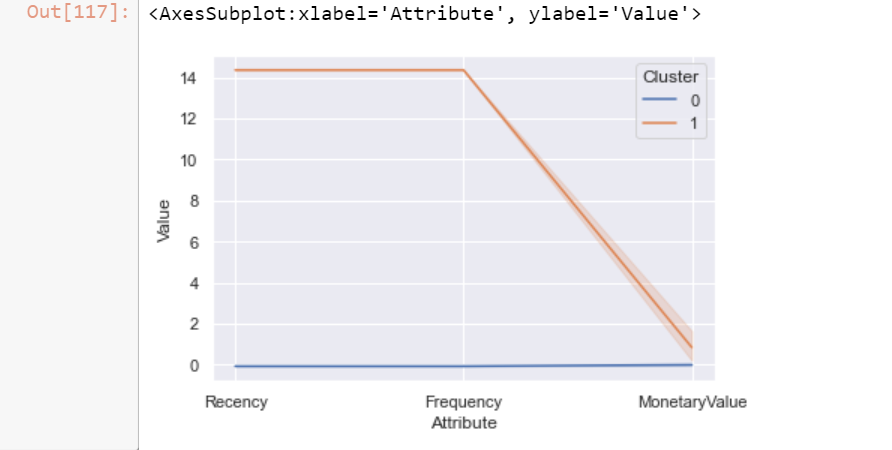 Out[117]: <AxesSubplot:xlabel='Attribute', ylabel='Value'>
Cluster
0
1
14
12
10
8
6
4
2
0
Value
Recency Frequency MonetaryValue
Attribute